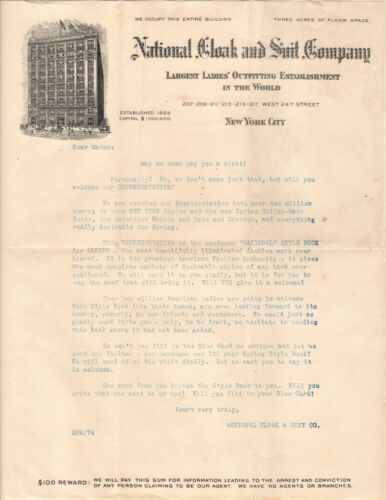 WE OCCUPY THIS ENTIRE BUILDING THREE ACRES OF FLOOR SPACE.
National Cloak and Suit Company
LARGEST LADIES' OUTFITTING ESTABLISHMENT
IN THE WORLD
207-209-211-213-215-217 WEST 24TH STREET
ESTABLISHED 1888
CAPITAL $1,000,000.
NEW YORK CITY
Dear Madam:
May we come pay you a visit?
Personally? No, we don't mean just that, but will you
welcome our REPRESENTATIVE?
We are sending our Representative into over two million
homes; to show NEW YORK Styles and the new Spring Tailor-Made
Suits, the daintiest Waists and Hats and Dresses, and everything
really desirable for Spring.
This REPRESENTATIVE is the handsome "NATIONAL" STYLE BOOK
for SPRING - the most beautifully illustrated fashion work ever
issued. It is the greatest American Fashion Authority - it gives
the most complete variety of desirable styles of any book ever
published. We will send it to you gladly, but it is for you to
say the word that will bring it. Will YOU give it a welcome?
Over two million American ladies are going to welcome
this Style Book into their homes, are even looking forward to its
coming, eagerly, as our friends and customers. We would just as
gladly send it to you - only, to be frank, we hesitate in sending
this Book where it has not been asked.
So won't you fill in the Blue Card we enclose and let us
send the Visitor - our handsome new 120 page Spring Style Book?
We will send it on its visit gladly. But we want you to say it
is welcome.
One word from you brings the Style Book to you. Will you
write that one word to us now? Will you fill in your Blue Card?
Yours very truly,
NATIONAL CLOAK & SUIT CO.
/74
$100 REWARD: WE WILL PAY THIS SUM FOR INFORMATION LEADING TO THE ARREST AND CONVICTION
OF ANY PERSON CLAIMING TO BE OUR AGENT. WE HAVE NO AGENTS OR BRANCHES.